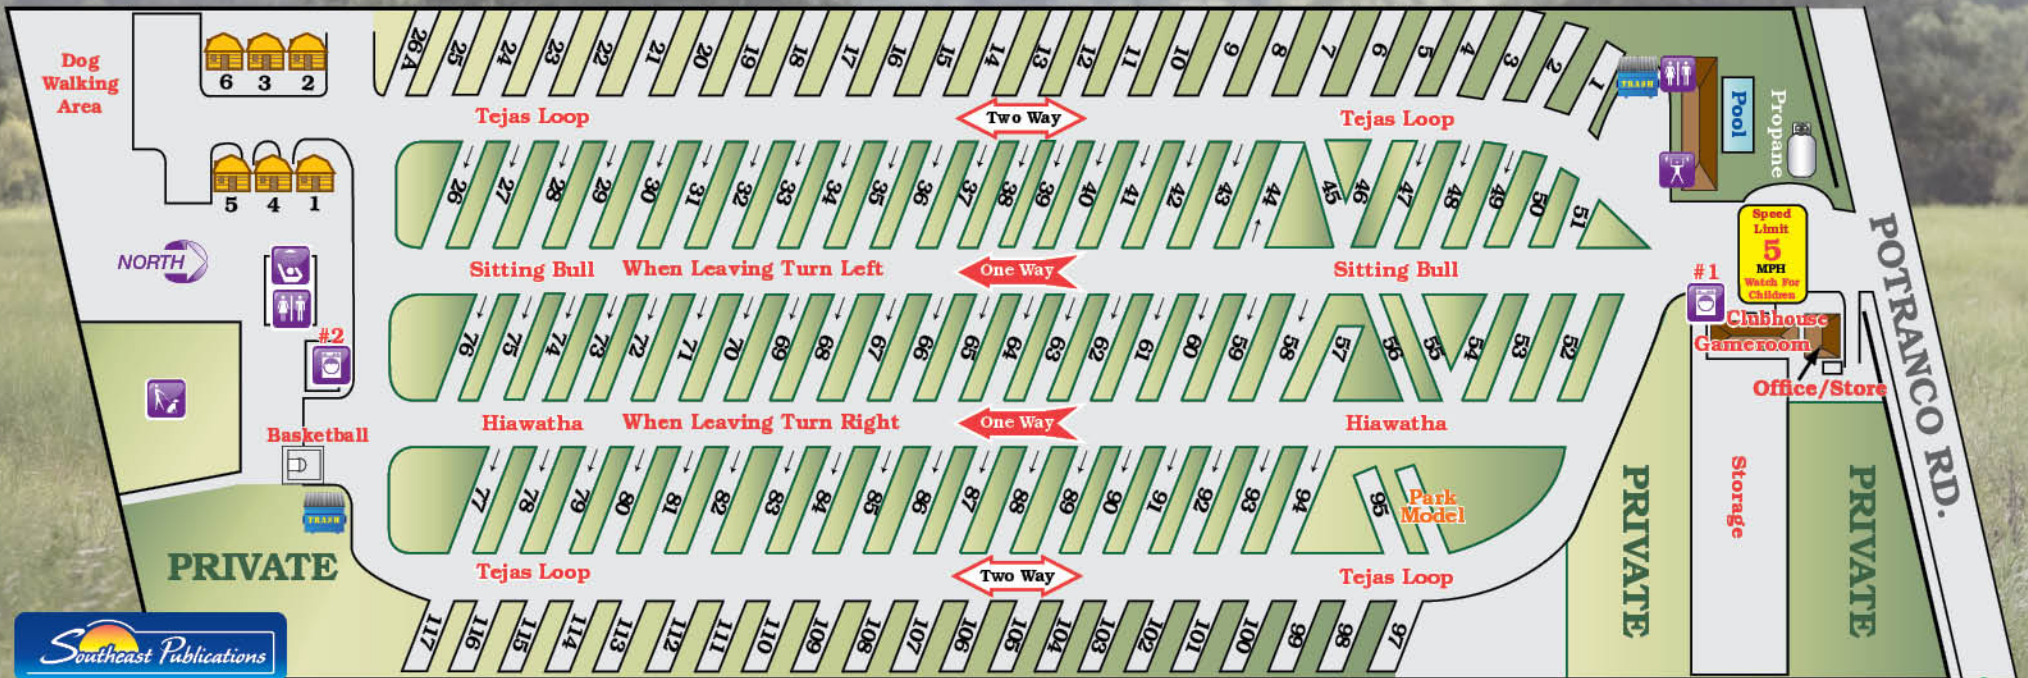 26A 25 24 23 22 21 20 19 18 17 16 15 14 13 12 11 10 9 8 7 6 5 4 3 2 1
Dog
Walking
Area
6 3 2
TRASH
Pool
Propane
Tejas Loop
Two Way
Tejas Loop
5 4 1
26 27 28 29 30 31 32 33 34 35 36 37 38 39 40 41 42 43 44 45 46 47 48 49 50 51
NORTH
Sitting Bull
When Leaving Turn Left
One Way
Sitting Bull
Speed
Limit
5
MPH
Watch For
Children
POTRANCO RD.
#1
Clubhouse
Gameroom
Office/Store
#2
76 75 74 73 72 71 70 69 68 67 66 65 64 63 62 61 60 59 58 57 56 55 54 53 52
Basketball
Hiawatha
When Leaving Turn Right
One Way
Hiawatha
TRASH
77 78 79 80 81 82 83 84 85 86 87 88 89 90 91 92 93 94 95
Park
Model
PRIVATE
Storage
PRIVATE
PRIVATE
Tejas Loop
Two Way
Tejas Loop
117 116 115 114 113 112 111 110 109 108 107 106 105 104 103 102 101 100 99 98 97
Southeast Publications